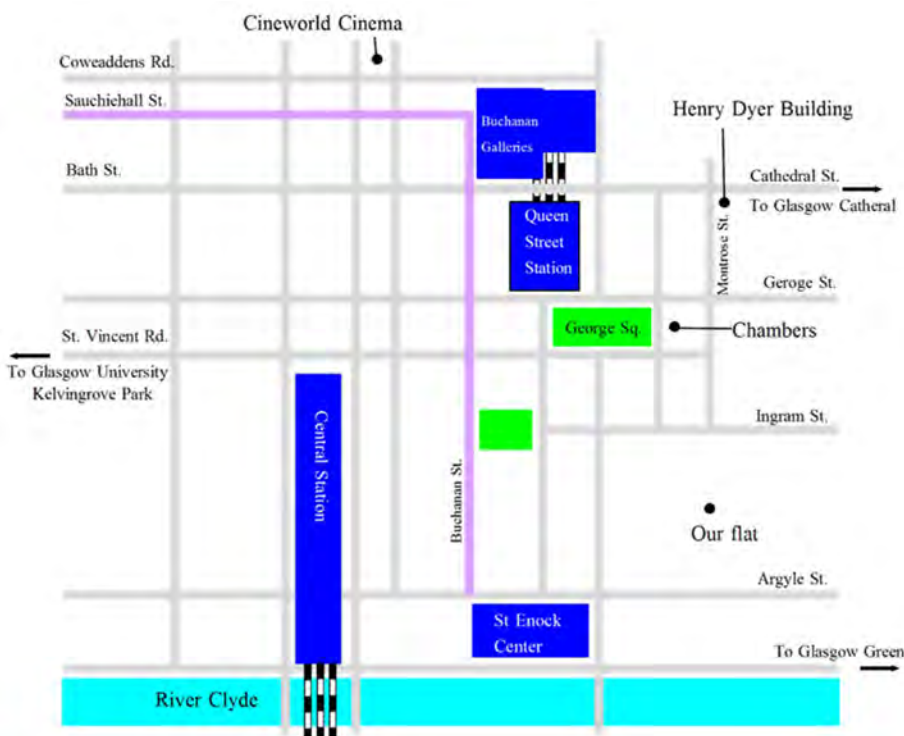 Cineworld Cinema
Coweaddens Rd.
Sauchiehall St.
Buchanan
Galleries
Henry Dyer Building
Bath St.
Cathedral St.
To Glasgow Catheral
Queen
Street
Station
Montrose St.
Geroge St.
St. Vincent Rd.
George Sq.
Chambers
To Glasgow University
Kelvingrove Park
Central Station
Ingram St.
Buchanan St.
Our flat
Argyle St.
St Enock
Center
To Glasgow Green
River Clyde